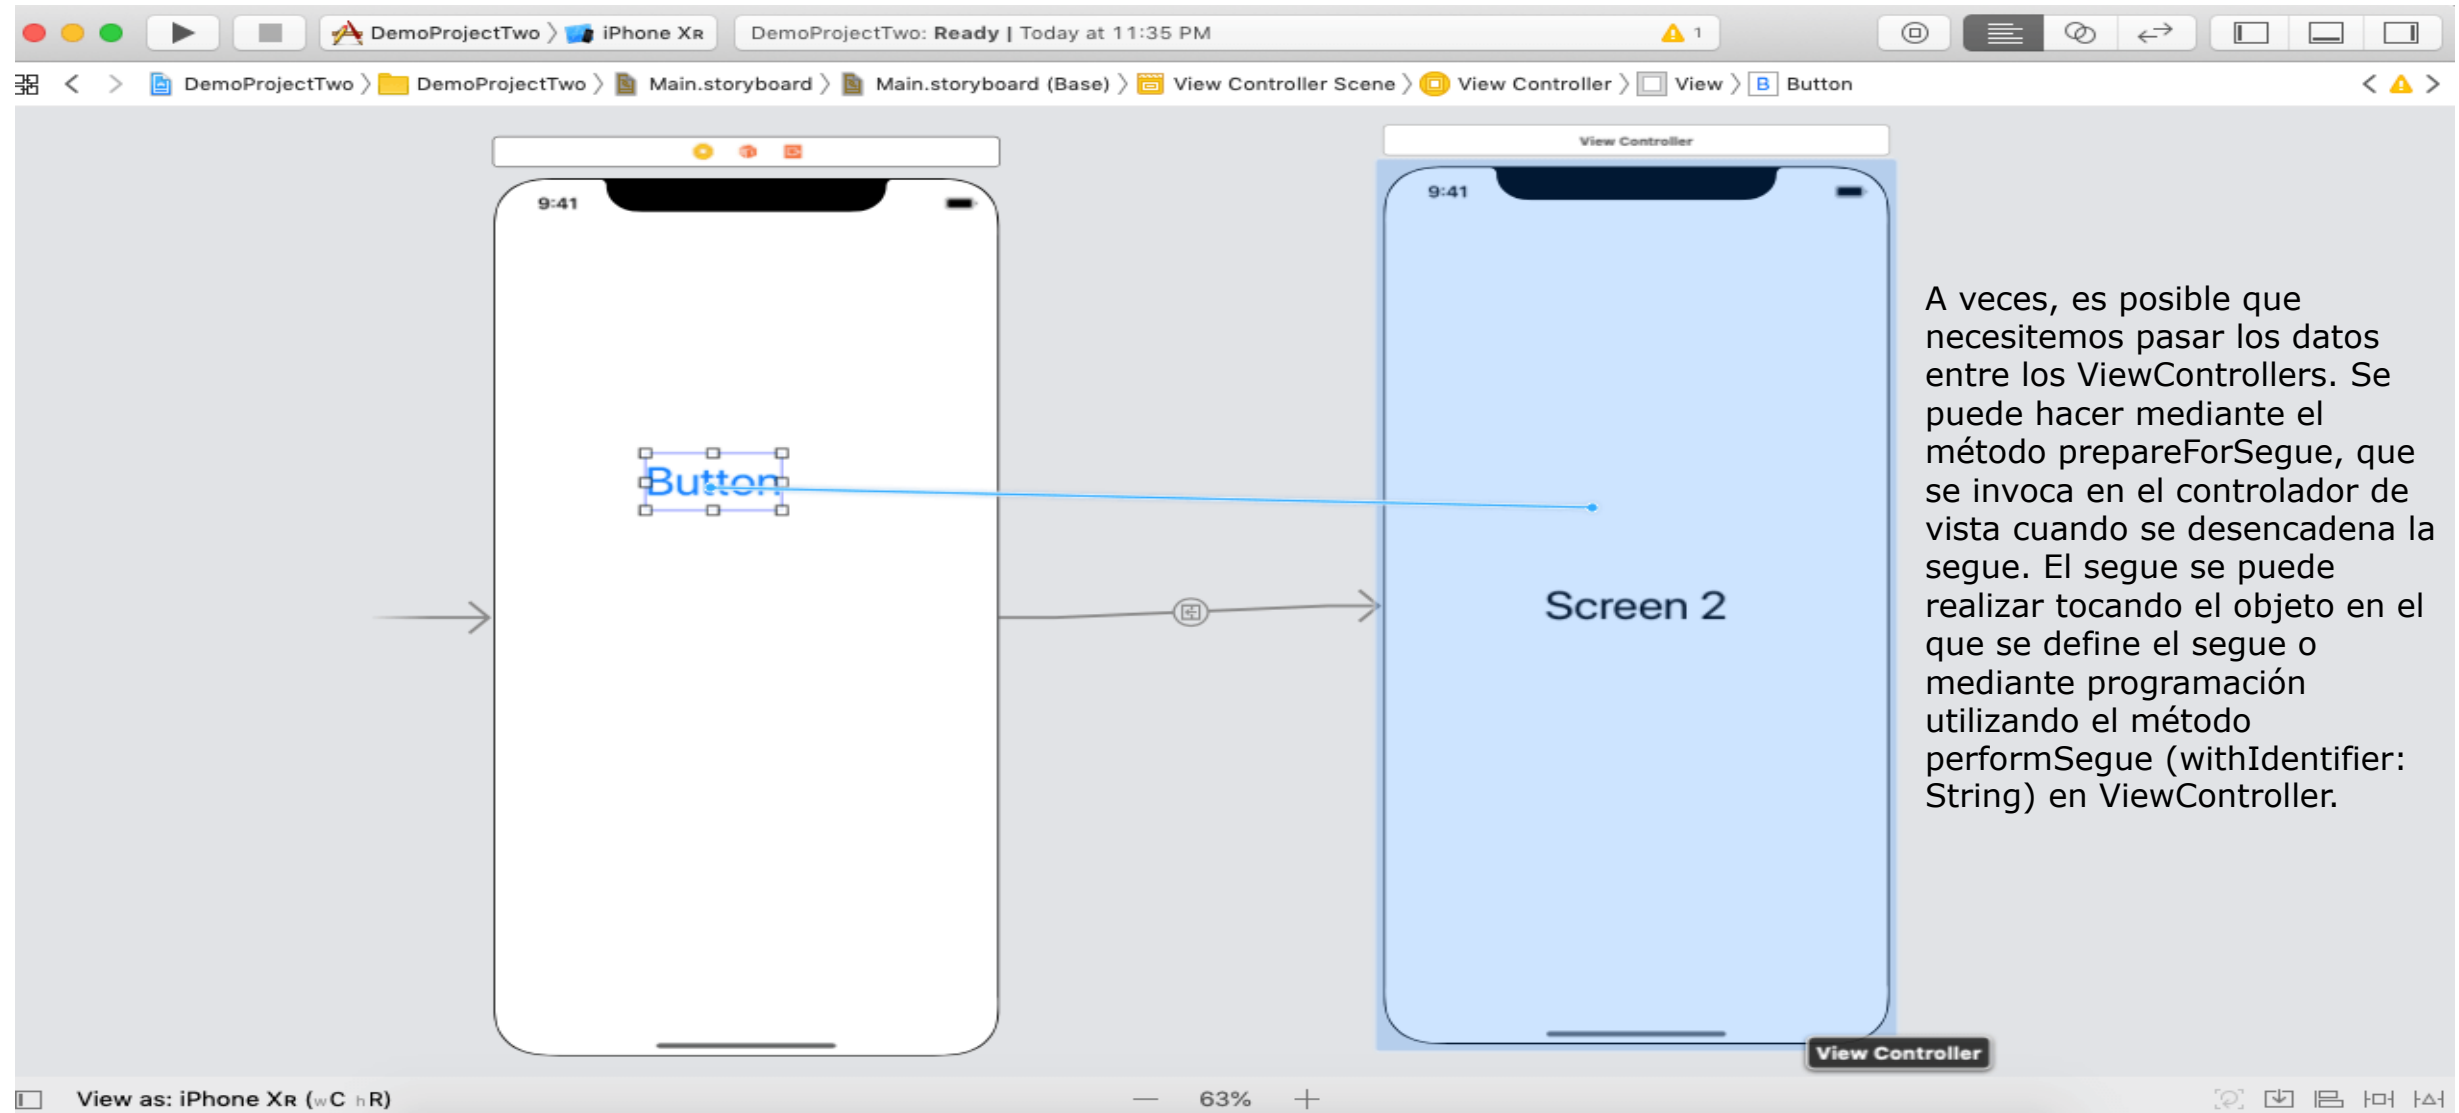 DemoProjectTwo iPhone XR DemoProjectTwo: Ready | Today at 11:35 PM 1
DemoProjectTwo DemoProjectTwo Main.storyboard Main.storyboard (Base) View Controller Scene View Controller View B Button
View Controller
9:41
9:41
Button
Screen 2
A veces, es posible que
necesitemos pasar los datos
entre los ViewControllers. Se
puede hacer mediante el
método prepareForSegue, que
se invoca en el controlador de
vista cuando se desencadena la
segue. El segue se puede
realizar tocando el objeto en el
que se define el segue o
mediante programación
utilizando el método
performSegue (withIdentifier:
String) en ViewController.
View Controller
View as: iPhone XR (wC hR) 63%